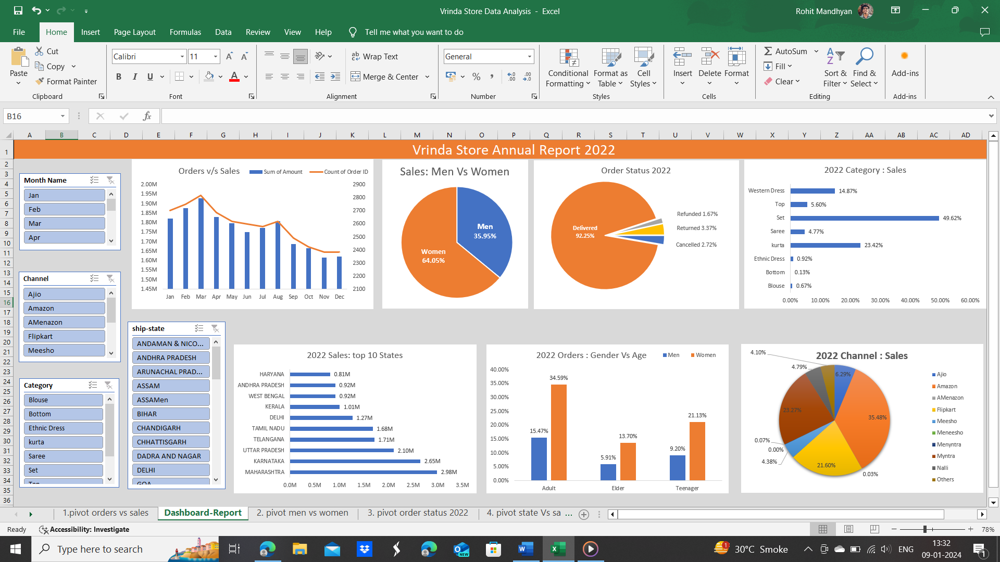 Vrinda Store Data Analysis - Excel
Rohit Mandhyan
File
Home
Insert
Page Layout
Formulas
Data
Review
View
Help
Tell me what you want to do
Paste
Cut
Copy
Format Painter
Clipboard
Calibri
11
B I U
Font
Wrap Text
Merge & Center
Alignment
General
Number
Conditional
Formatting
Format as
Table
Cell
Styles
Styles
Insert
Delete
Format
Cells
AutoSum
Fill
Clear
Sort &
Filter
Find &
Select
Editing
Add-ins
Add-ins
B16
fx
A B C D E F G H I J K L M N O P Q R S T U V W X Y Z AA AB AC AD
1
2
3
4
5
6
7
8
9
10
11
12
13
14
15
16
17
18
19
20
21
22
23
24
25
26
27
28
29
30
31
32
33
34
35
36
Vrinda Store Annual Report 2022
Month Name
Jan
Feb
Mar
Apr
Channel
Ajio
Amazon
AMenazon
Flipkart
Meesho
Category
Blouse
Bottom
Ethnic Dress
kurta
Saree
Set
Orders v/s Sales
Sum of Amount
Count of Order ID
2.00M
1.95M
1.90M
1.85M
1.80M
1.75M
1.70M
1.65M
1.60M
1.55M
1.50M
1.45M
2900
2800
2700
2600
2500
2400
2300
2200
2100
Jan Feb Mar Apr May Jun Jul Aug Sep Oct Nov Dec
Sales: Men Vs Women
Men
35.95%
Women
64.05%
Order Status 2022
Delivered
92.25%
Refunded 1.67%
Returned 3.37%
Cancelled 2.72%
2022 Category : Sales
Western Dress 14.87%
Top 5.60%
Set 49.62%
Saree 4.77%
kurta 23.42%
Ethnic Dress 0.92%
Bottom 0.13%
Blouse 0.67%
0.00% 10.00% 20.00% 30.00% 40.00% 50.00% 60.00%
ship-state
ANDAMAN & NICO...
ANDHRA PRADESH
ARUNACHAL PRAD...
ASSAM
ASSAMen
BIHAR
CHANDIGARH
CHHATTISGARH
DADRA AND NAGAR
DELHI
GOA
2022 Sales: top 10 States
HARYANA 0.81M
ANDHRA PRADESH 0.92M
WEST BENGAL 0.92M
KERALA 1.01M
DELHI 1.27M
TAMIL NADU 1.68M
TELANGANA 1.71M
UTTAR PRADESH 2.10M
KARNATAKA 2.65M
MAHARASHTRA 2.98M
0.0M 0.5M 1.0M 1.5M 2.0M 2.5M 3.0M 3.5M
2022 Orders : Gender Vs Age
Men
Women
40.00%
35.00%
30.00%
25.00%
20.00%
15.00%
10.00%
5.00%
0.00%
15.47%
34.59%
5.91%
13.70%
9.20%
21.13%
Adult Elder Teenager
2022 Channel : Sales
4.10%
4.79%
6.29%
23.27%
35.48%
0.07%
0.00%
4.38%
21.60%
0.03%
Ajio
Amazon
AMenazon
Flipkart
Meesho
Meneesho
Menyntra
Myntra
Nalli
Others
1.pivot orders vs sales
Dashboard-Report
2. pivot men vs women
3. pivot order status 2022
4. pivot state Vs sa ...
Ready
Accessibility: Investigate
78%
Type here to search
NEW
1
30°C Smoke
ENG
13:32
09-01-2024
1